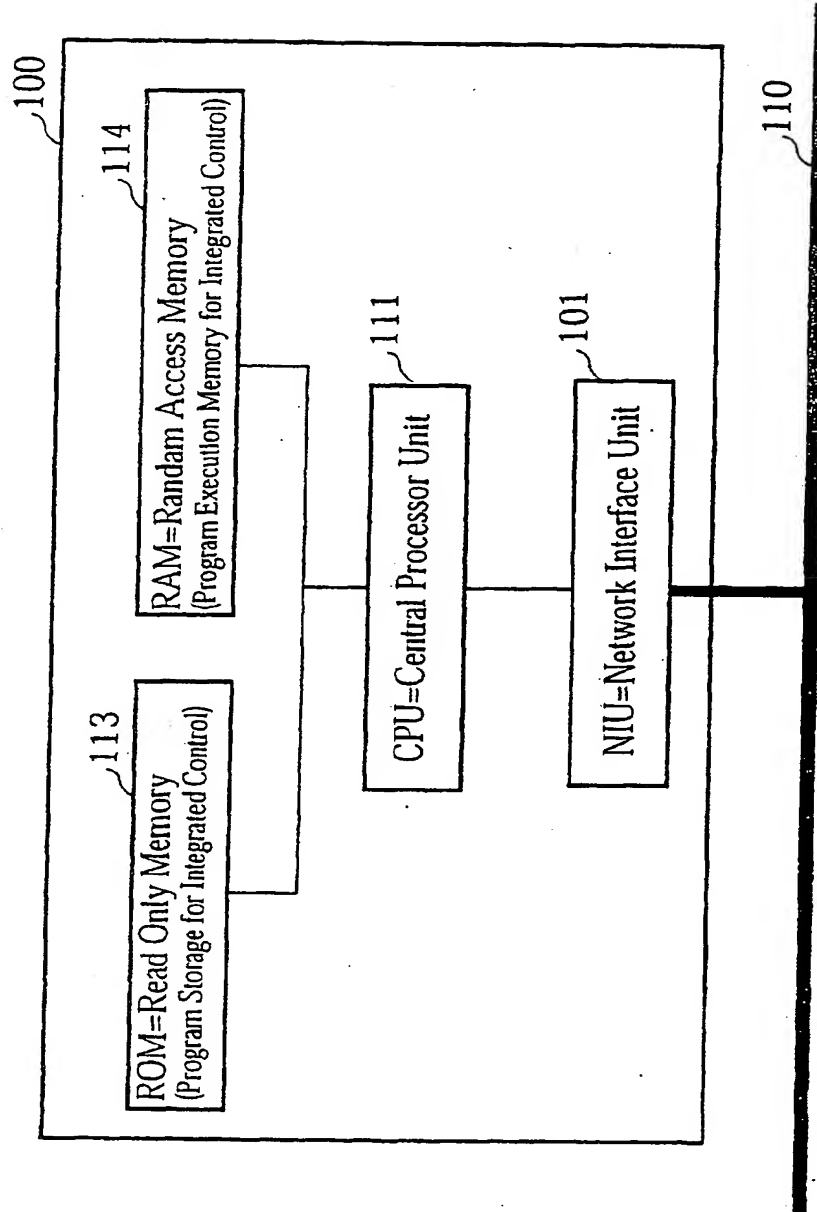 100
113
ROM=Read Only Memory
(Program Storage for Integrated Control)
114
RAM=Randam Access Memory
(Program Execution Memory for Integrated Control)
111
CPU=Central Processor Unit
101
NIU=Network Interface Unit
110